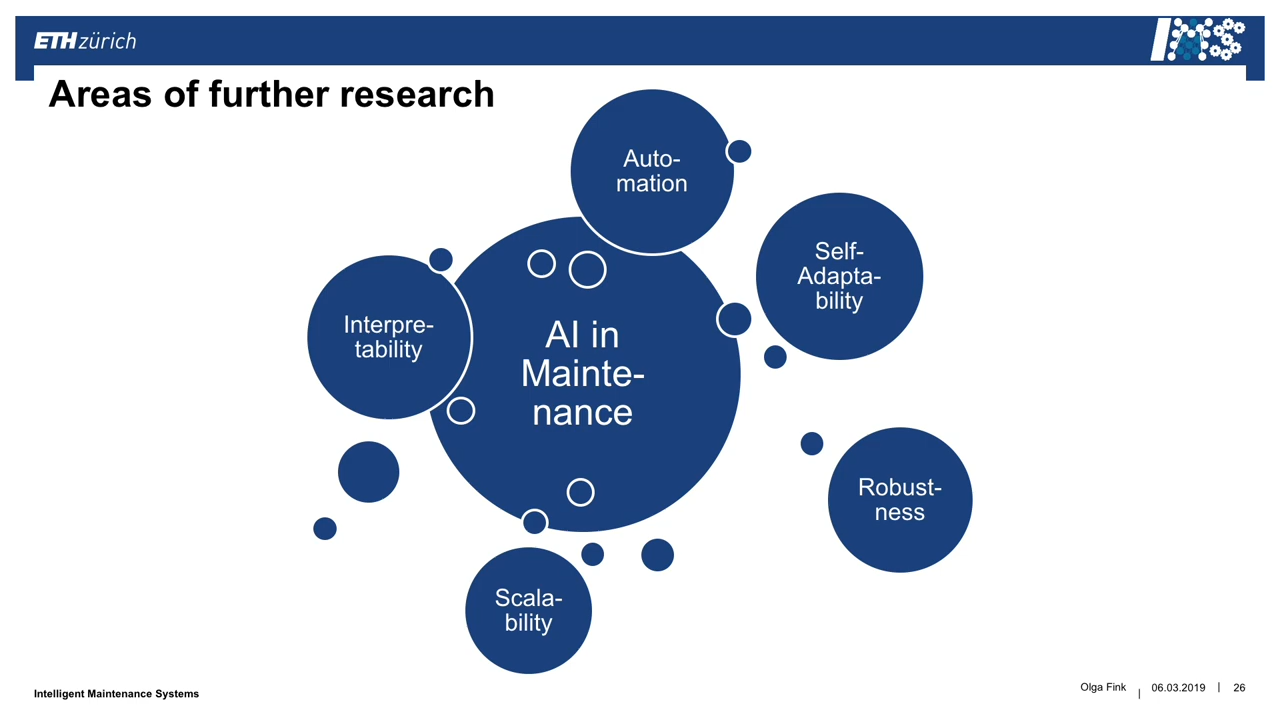 ETH zürich
IMS
Areas of further research
Auto-
mation
Self-
Adapta-
bility
Interpre-
tability
AI in
Mainte-
nance
Robust-
ness
Scala-
bility
Intelligent Maintenance Systems
Olga Fink | 06.03.2019 | 26